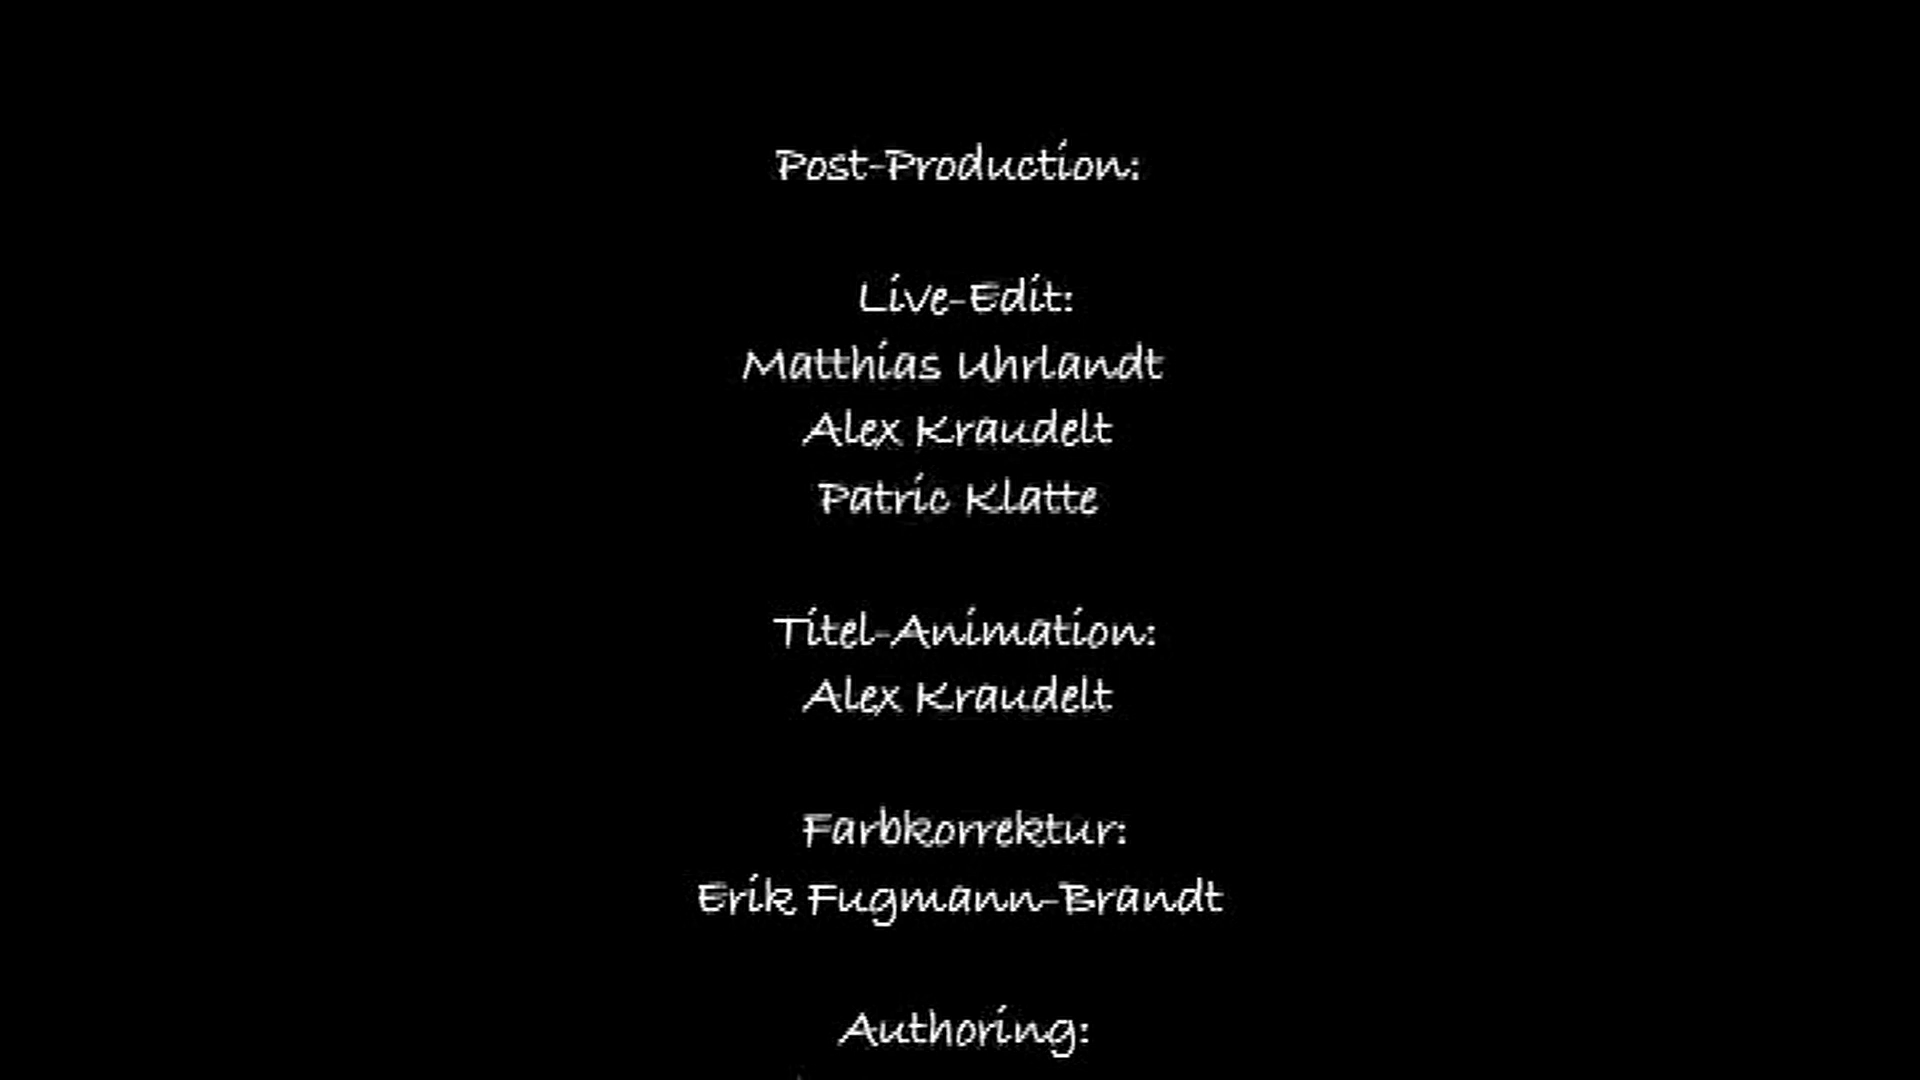 Post-Production:
Live-Edit:
Matthias Uhrlandt
Alex Kraudelt
Patric Klatte
Titel-Animation:
Alex Kraudelt
Farbkorrektur:
Erik Fugmann-Brandt
Authoring: